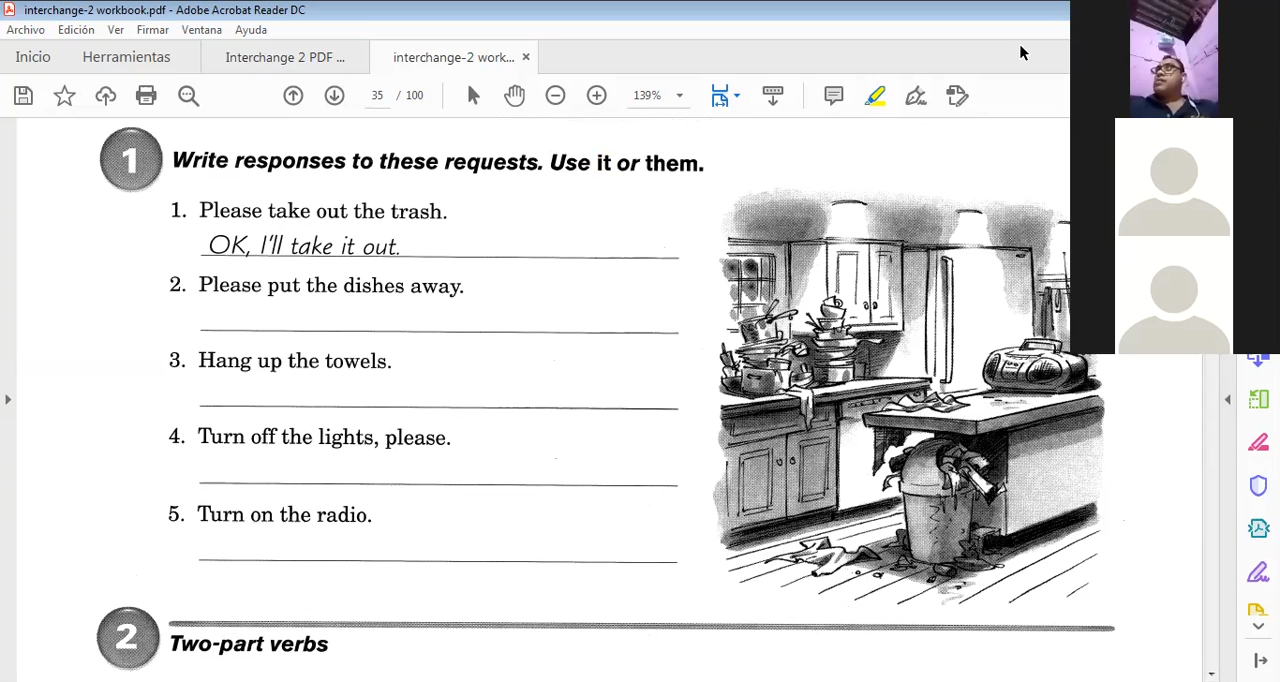 interchange-2 workbook.pdf - Adobe Acrobat Reader DC
Archivo Edición Ver Firmar Ventana Ayuda
Inicio Herramientas Interchange 2 PDF ... interchange-2 work... ×
35 / 100 139%
1 Write responses to these requests. Use it or them.
1. Please take out the trash.
OK, I'll take it out.
2. Please put the dishes away.
3. Hang up the towels.
4. Turn off the lights, please.
5. Turn on the radio.
2 Two-part verbs